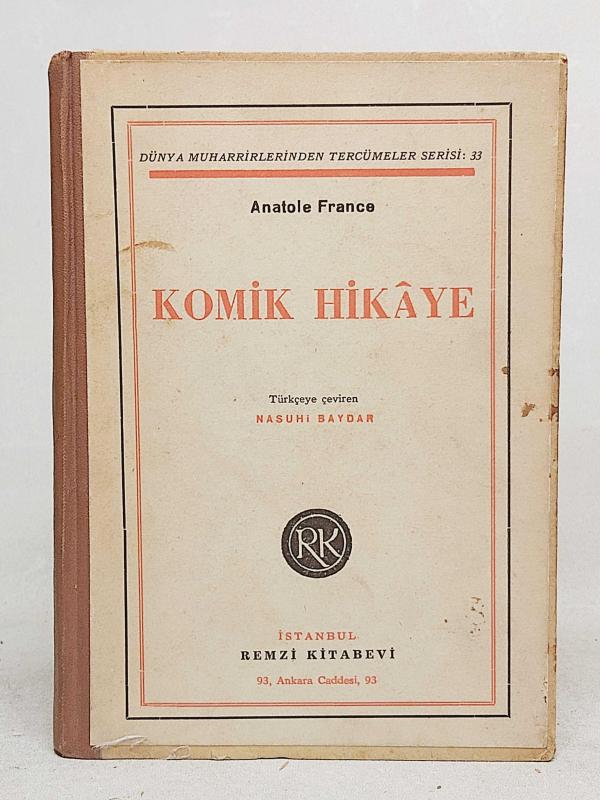 DÜNYA MUHARRİRLERİNDEN TERCÜMELER SERİSİ: 33
Anatole France
KOMİK HİKÂYE
Türkçeye çeviren
NASUHİ BAYDAR
RK
İSTANBUL
REMZİ KİTABEVİ
93, Ankara Caddesi, 93